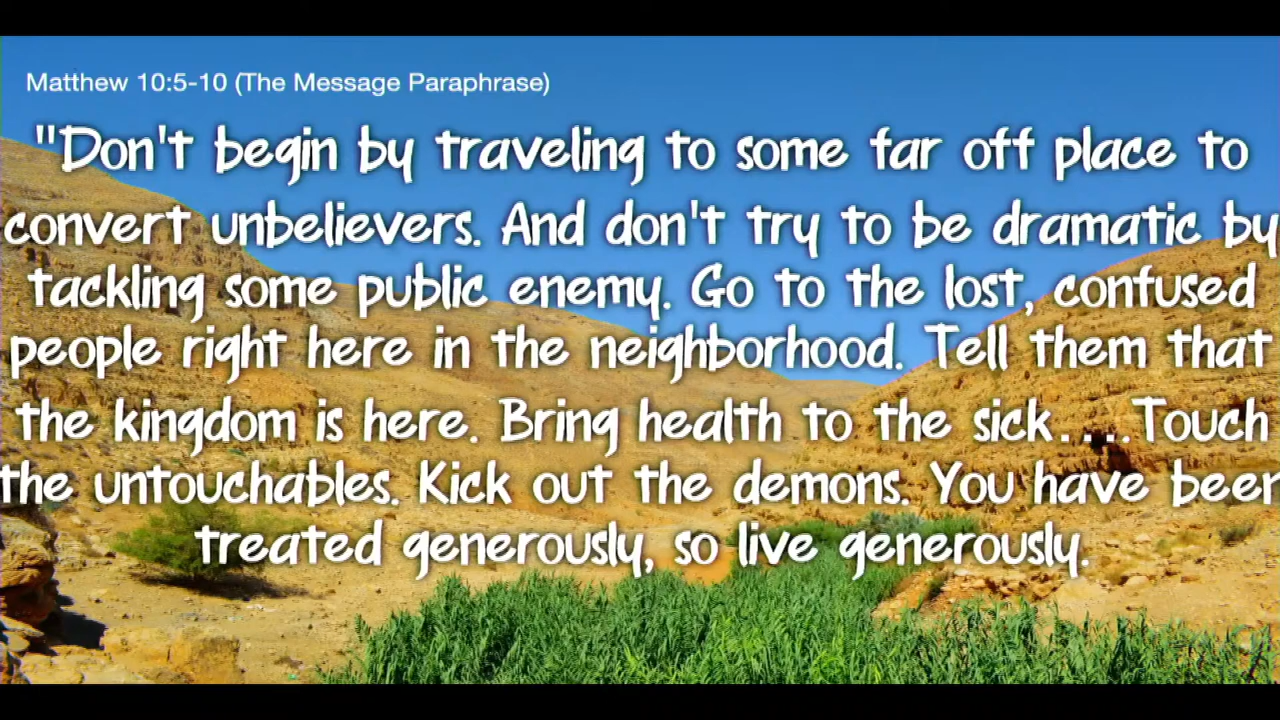 Matthew 10:5-10 (The Message Paraphrase)
"Don't begin by traveling to some far off place to
convert unbelievers. And don't try to be dramatic by
tackling some public enemy. Go to the lost, confused
people right here in the neighborhood. Tell them that
the kingdom is here. Bring health to the sick....Touch
the untouchables. Kick out the demons. You have been
treated generously, so live generously.